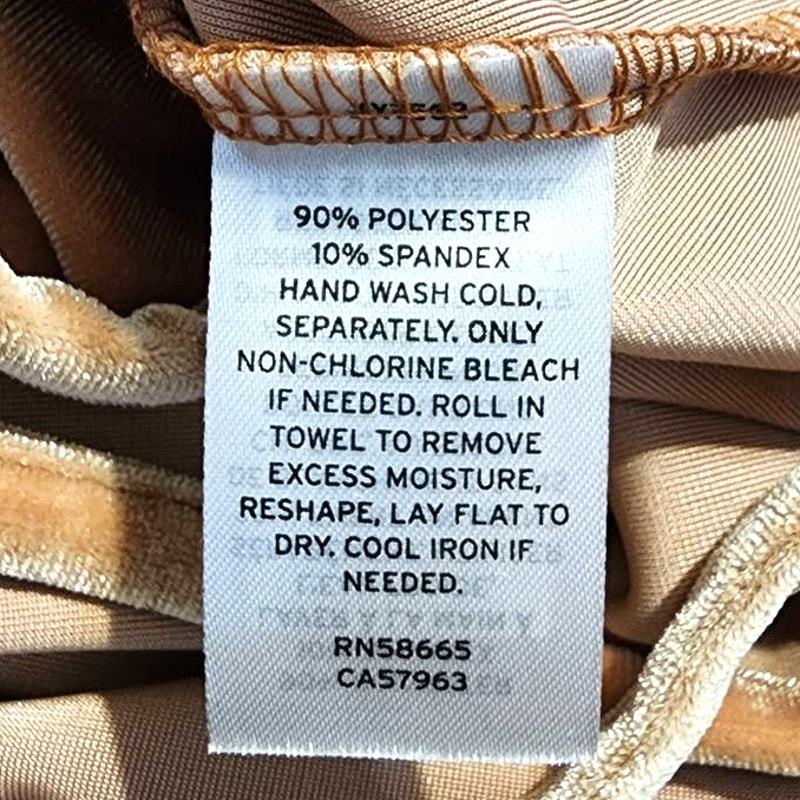 90% POLYESTER
10% SPANDEX
HAND WASH COLD,
SEPARATELY. ONLY
NON-CHLORINE BLEACH
IF NEEDED. ROLL IN
TOWEL TO REMOVE
EXCESS MOISTURE,
RESHAPE, LAY FLAT TO
DRY. COOL IRON IF
NEEDED.
RN58665
CA57963